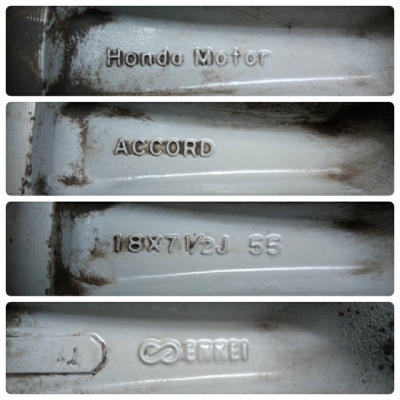 Honda Motor
ACCORD
18X7 1/2J 55
ENKEI